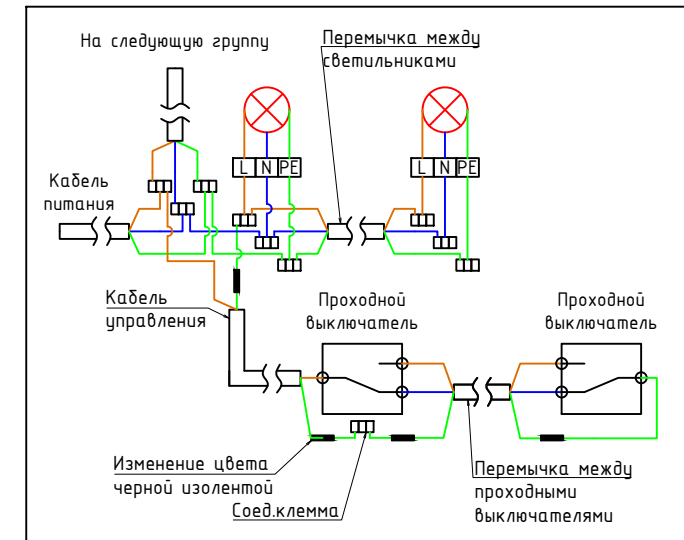 На следующую группу
Перемычка между
светильниками
L N PE
L N PE
Кабель
питания
Кабель
управления
Проходной
выключатель
Проходной
выключатель
Изменение цвета
черной изолентой
Соед.клемма
Перемычка между
проходными
выключателями